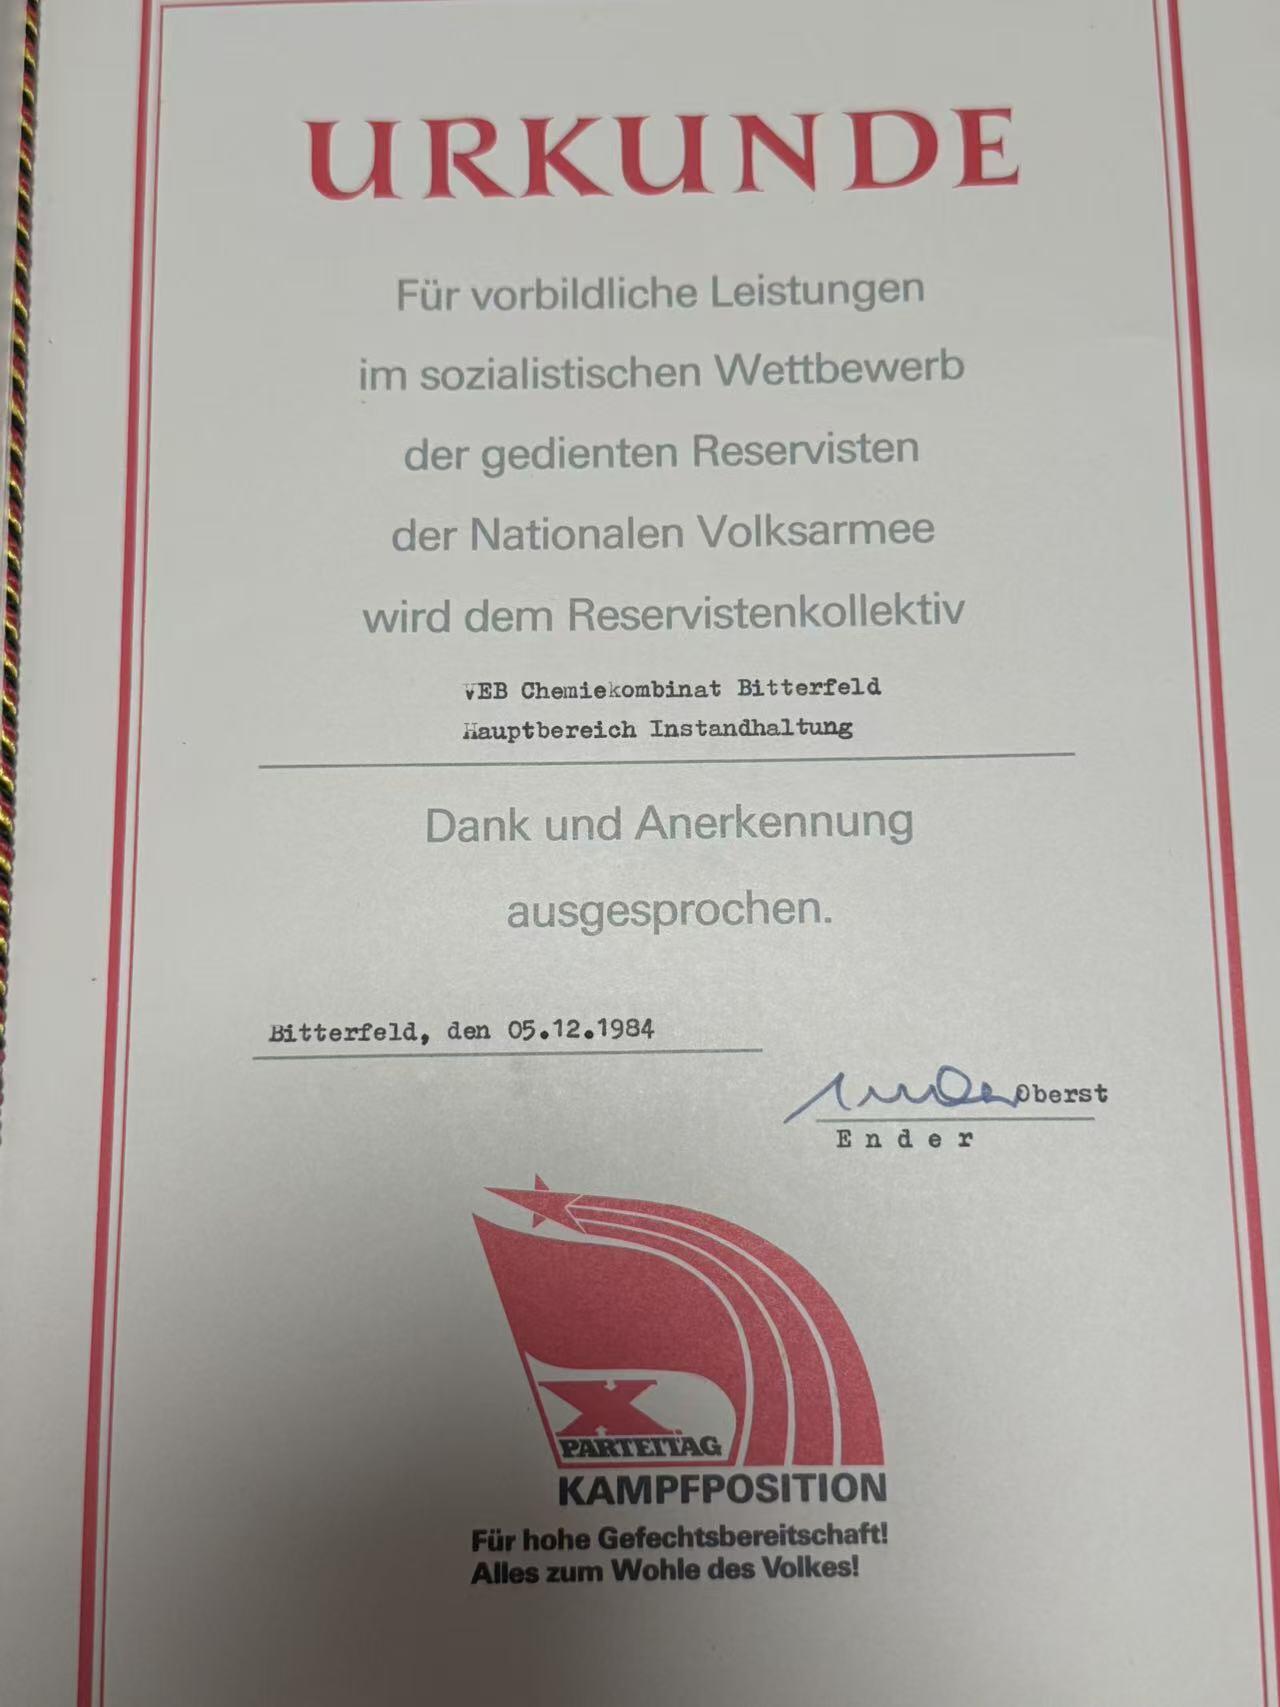 URKUNDE
Für vorbildliche Leistungen
im sozialistischen Wettbewerb
der gedienten Reservisten
der Nationalen Volksarmee
wird dem Reservistenkollektiv
VEB Chemiekombinat Bitterfeld
Hauptbereich Instandhaltung
Dank und Anerkennung
ausgesprochen.
Bitterfeld, den 05.12.1984
Oberst
Ender
X.
PARTEITAG
KAMPFPOSITION
Für hohe Gefechtsbereitschaft!
Alles zum Wohle des Volkes!